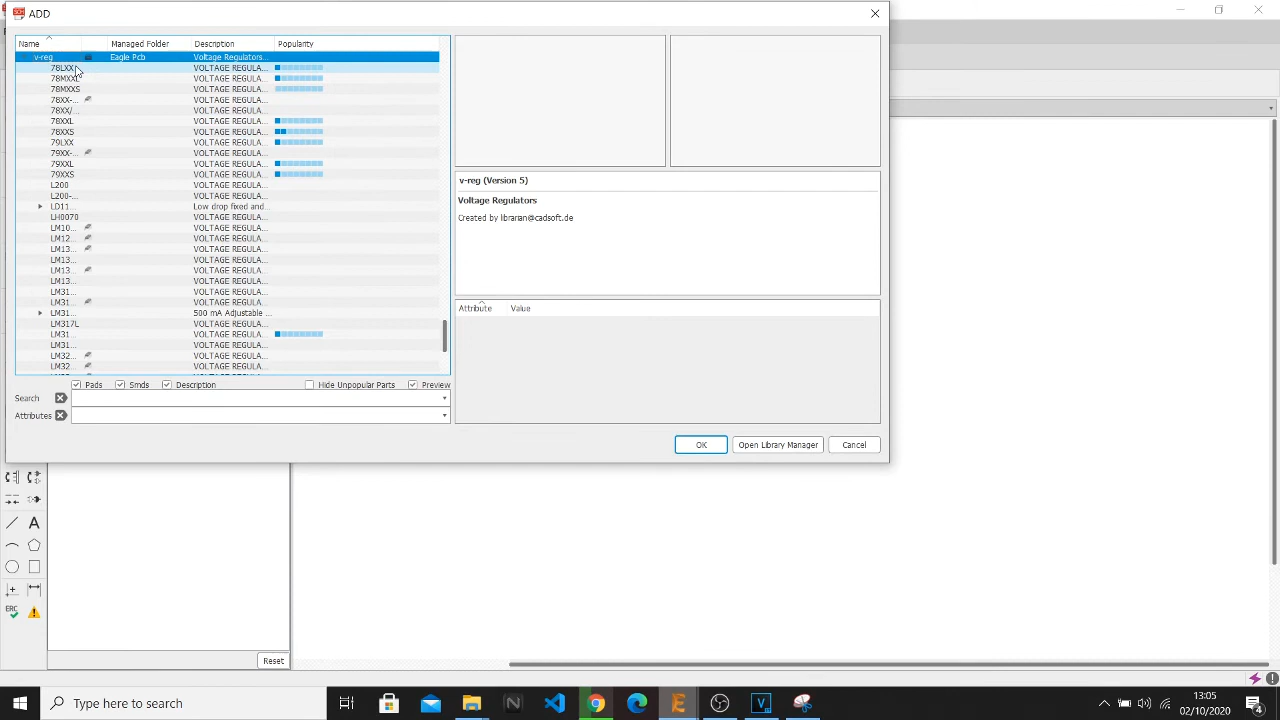 ADD
Name Managed Folder Description Popularity
v-reg Eagle Pcb Voltage Regulators...
78LXX VOLTAGE REGULA...
78MXXL VOLTAGE REGULA...
78MXXS VOLTAGE REGULA...
78XX-... VOLTAGE REGULA...
78XX/... VOLTAGE REGULA...
78XXL VOLTAGE REGULA...
78XXS VOLTAGE REGULA...
79LXX VOLTAGE REGULA...
79XX-... VOLTAGE REGULA...
79XXL VOLTAGE REGULA...
79XXS VOLTAGE REGULA...
L200 VOLTAGE REGULA...
L200-... VOLTAGE REGULA...
LD11... Low drop fixed and...
LH0070 VOLTAGE REGULA...
LM10... VOLTAGE REGULA...
LM12... VOLTAGE REGULA...
LM13... VOLTAGE REGULA...
LM13... VOLTAGE REGULA...
LM13... VOLTAGE REGULA...
LM31... VOLTAGE REGULA...
LM31... VOLTAGE REGULA...
LM31... 500 mA Adjustable ...
LM317L VOLTAGE REGULA...
LM31... VOLTAGE REGULA...
LM31... VOLTAGE REGULA...
LM32... VOLTAGE REGULA...
LM32... VOLTAGE REGULA...
Pads Smds Description Hide Unpopular Parts Preview
Search
Attributes
v-reg (Version 5)
Voltage Regulators
Created by librarian@cadsoft.de
Attribute Value
OK Open Library Manager Cancel
ERC
Reset
Type here to search
13:05
02/10/2020